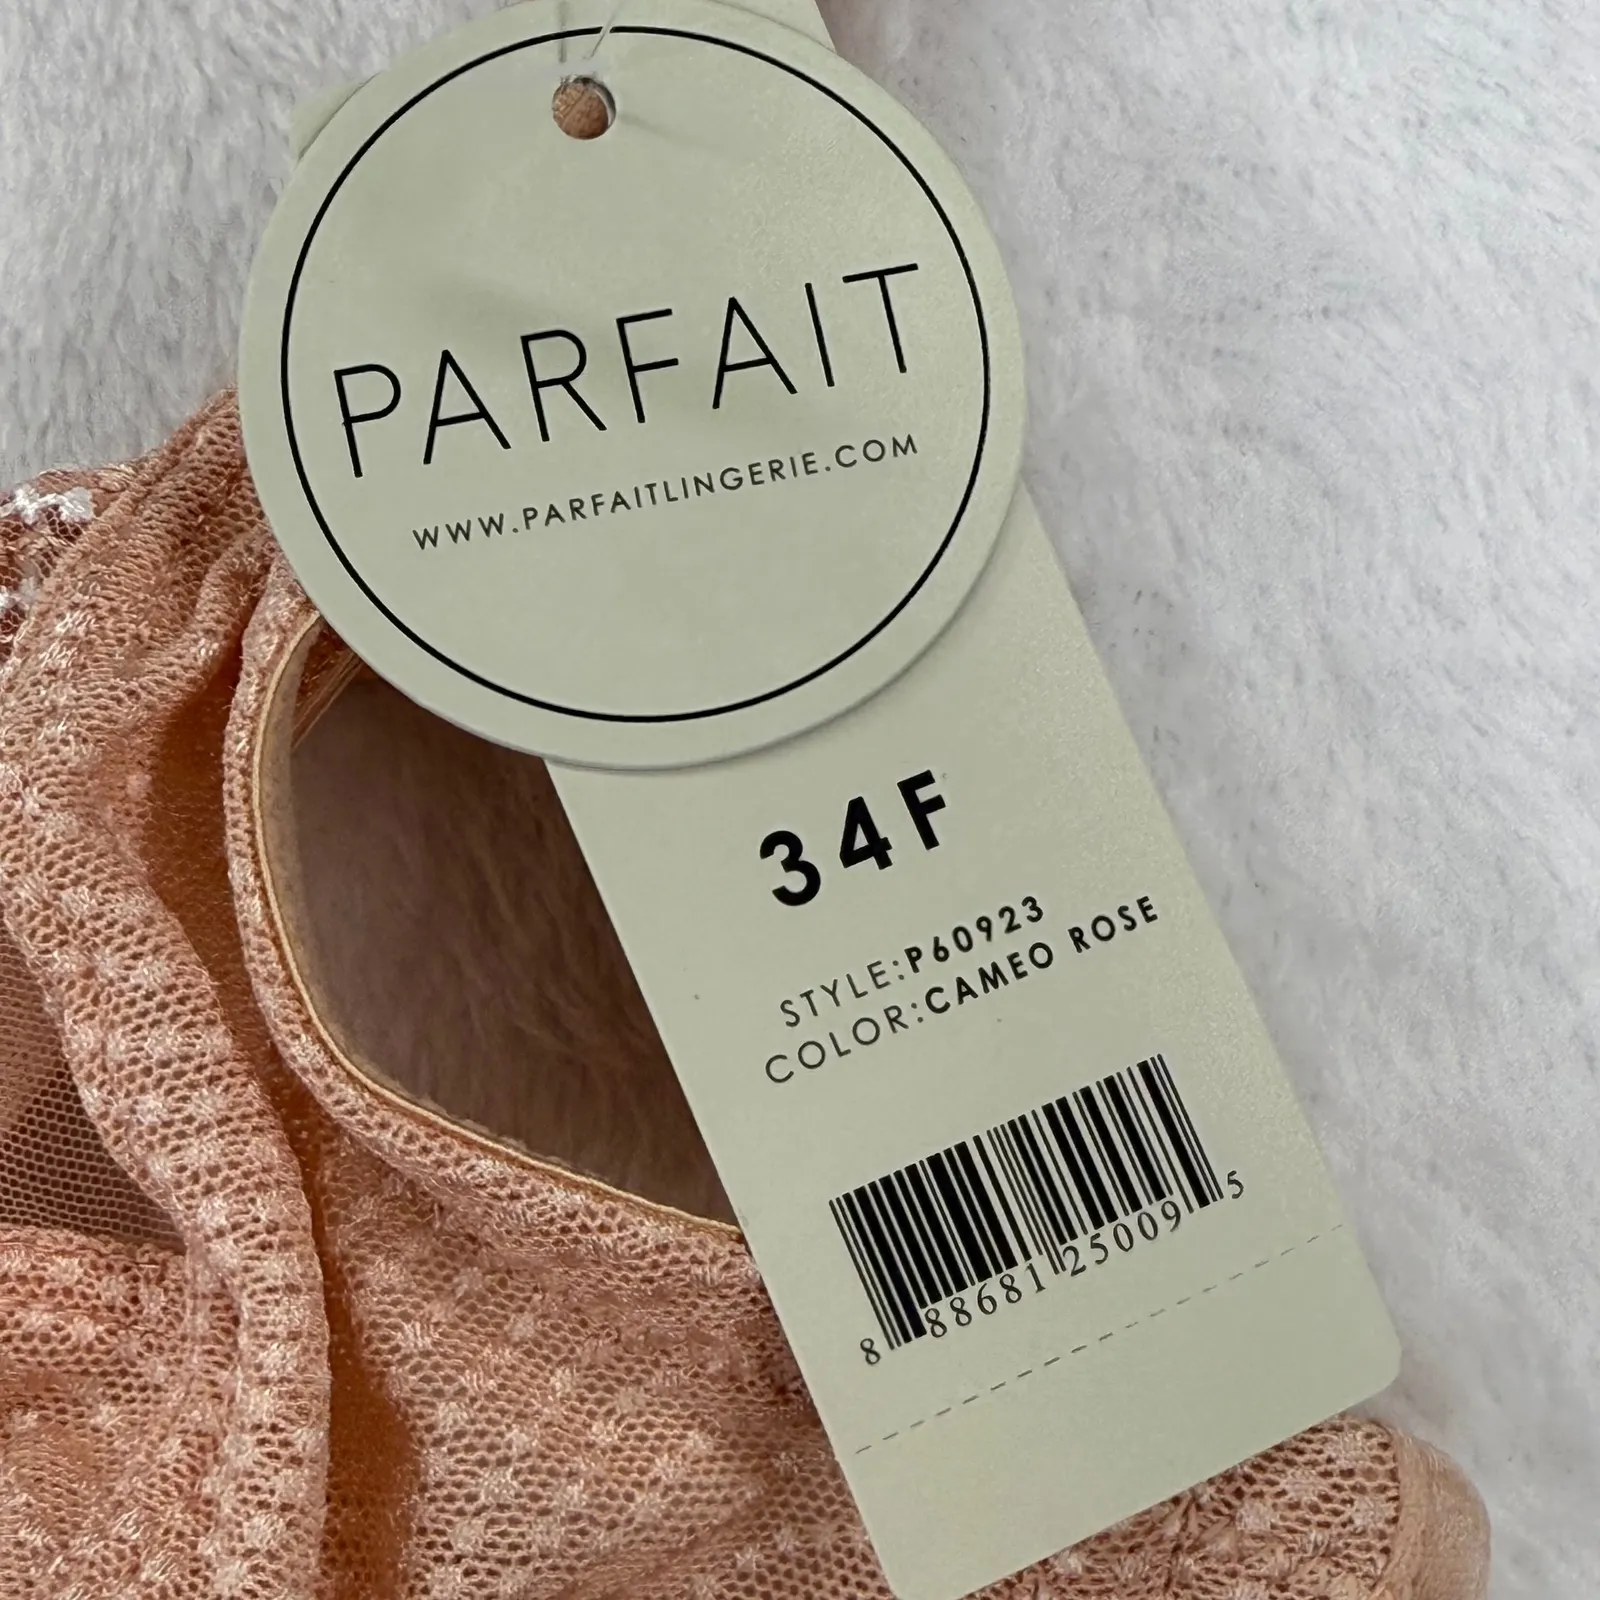 PARFAIT
WWW.PARFAITLINGERIE.COM
34F
STYLE:P60923
COLOR:CAMEO ROSE
8 88681 25009 5